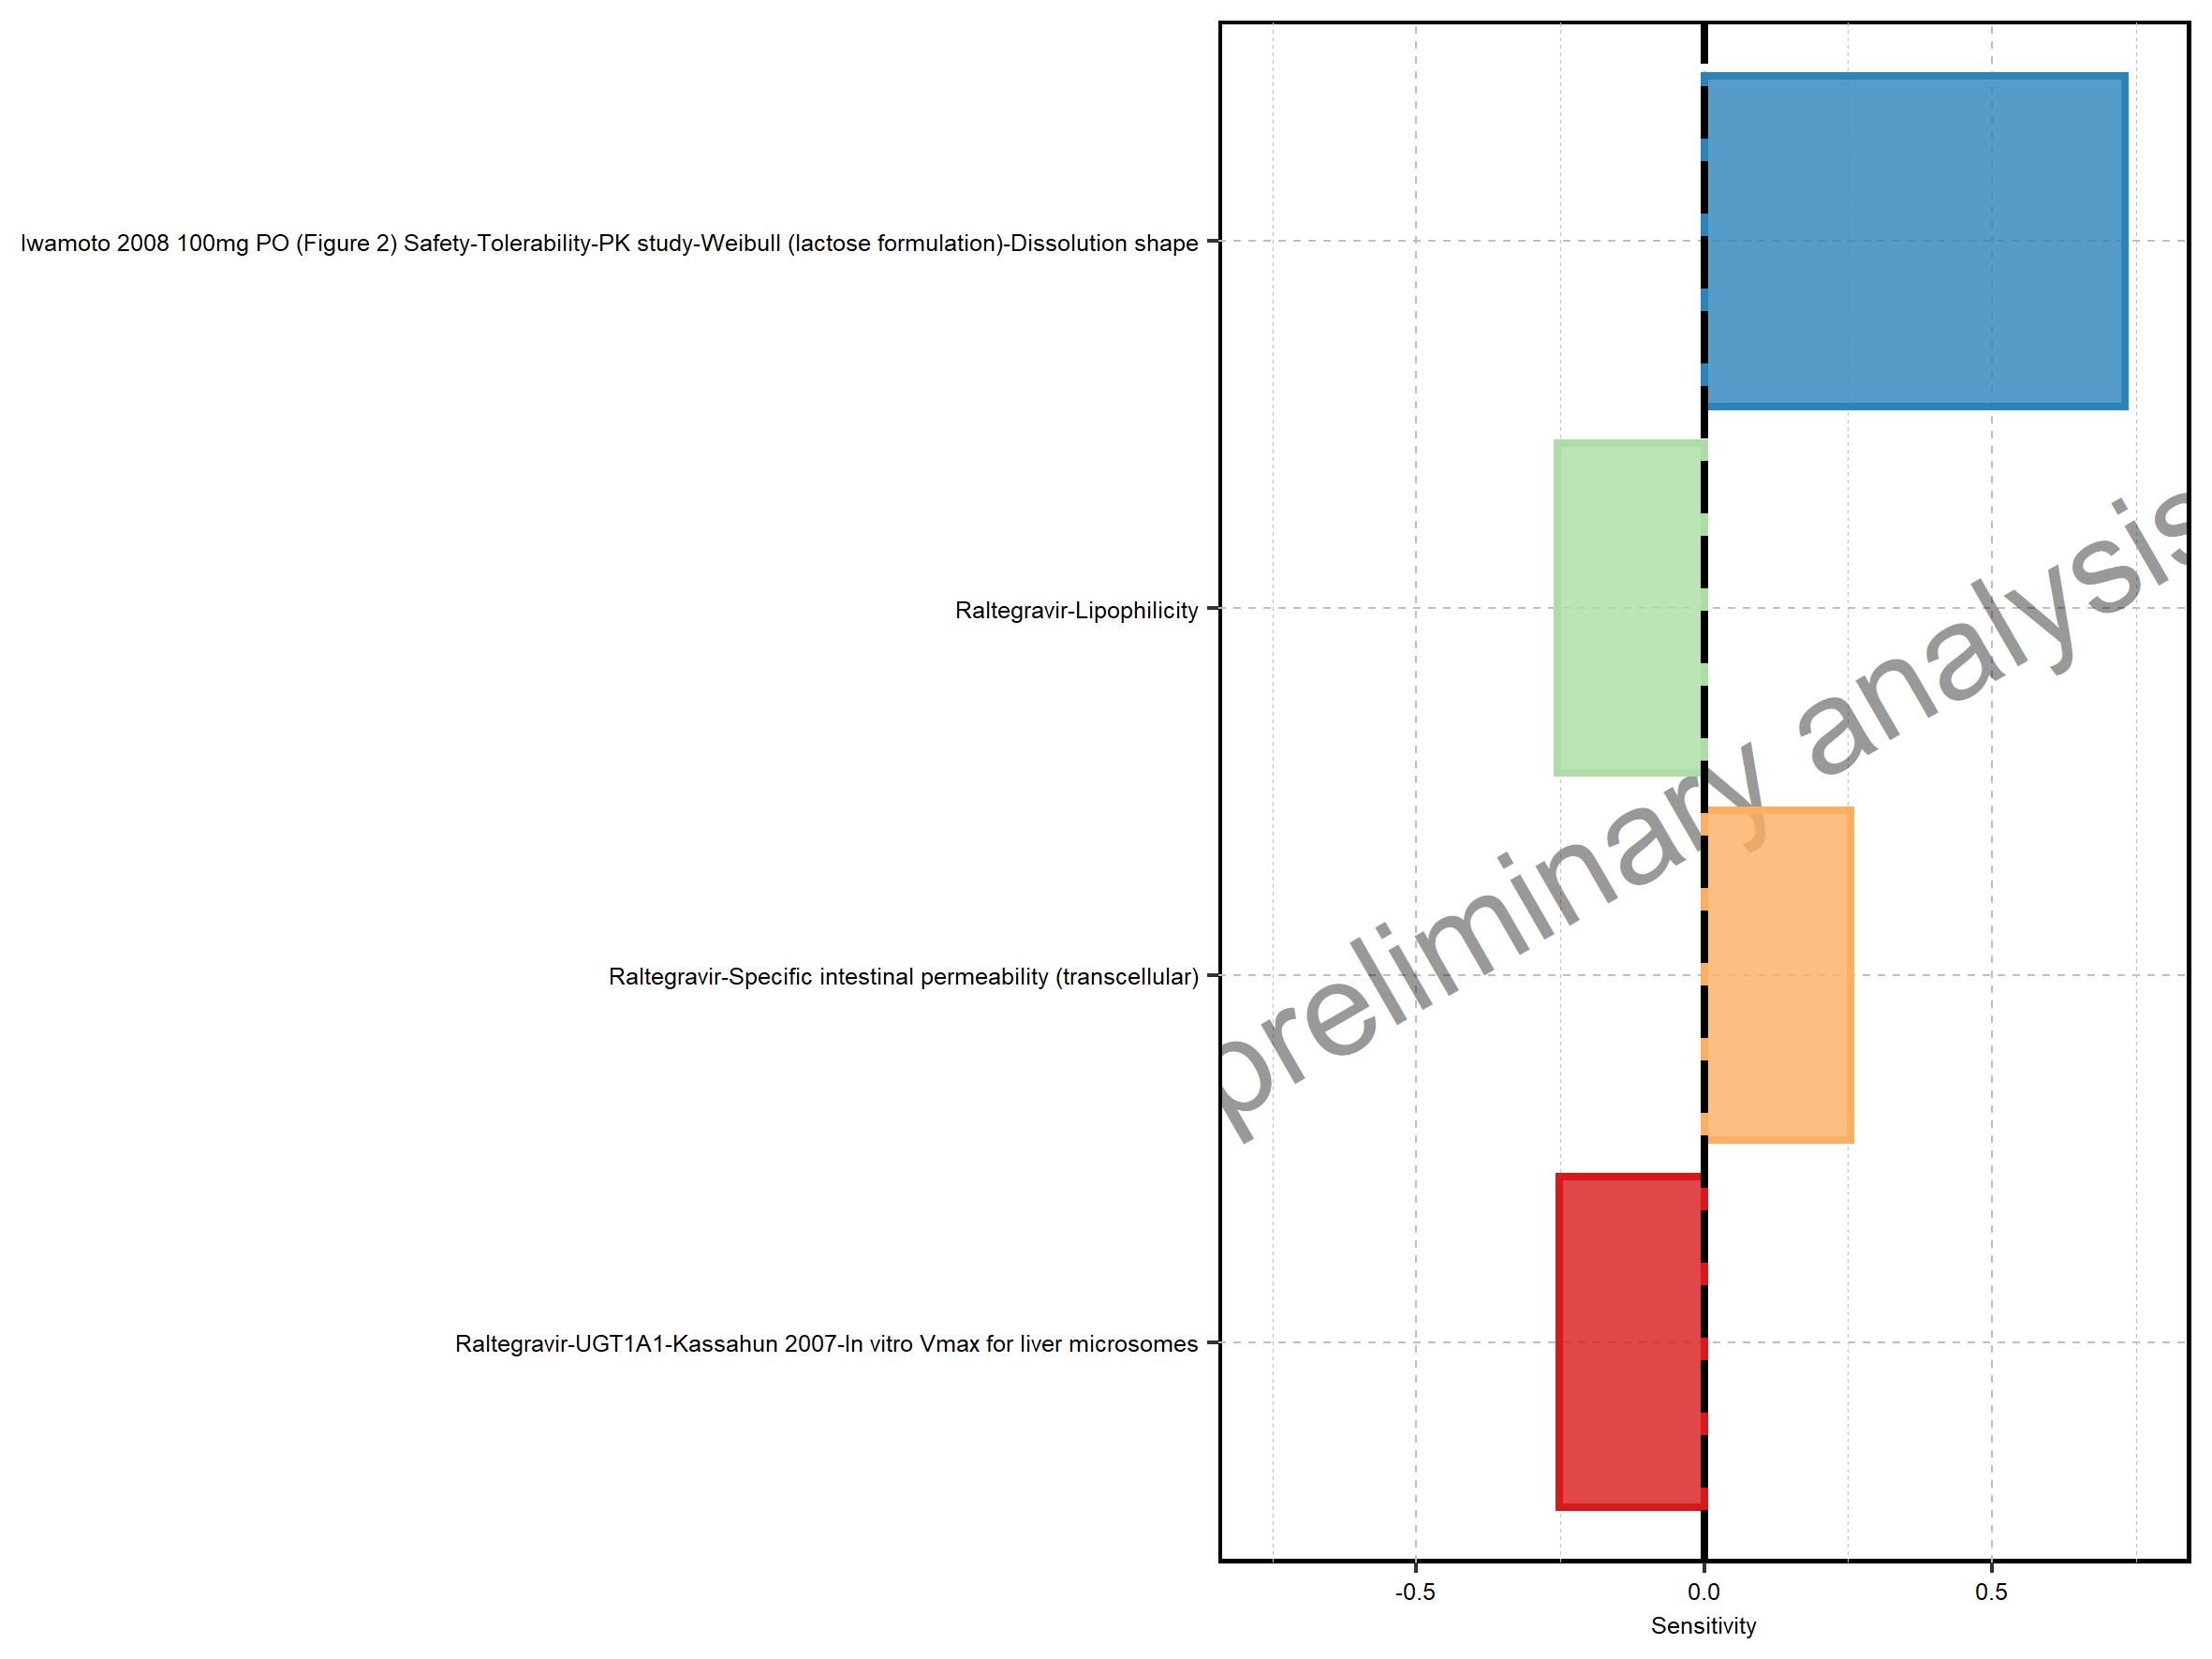 Iwamoto 2008 100mg PO (Figure 2) Safety-Tolerability-PK study-Weibull (lactose formulation)-Dissolution shape
Raltegravir-Lipophilicity
preliminary analysis
Raltegravir-Specific intestinal permeability (transcellular)
Raltegravir-UGT1A1-Kassahun 2007-In vitro Vmax for liver microsomes
-0.5 0.0 0.5
Sensitivity